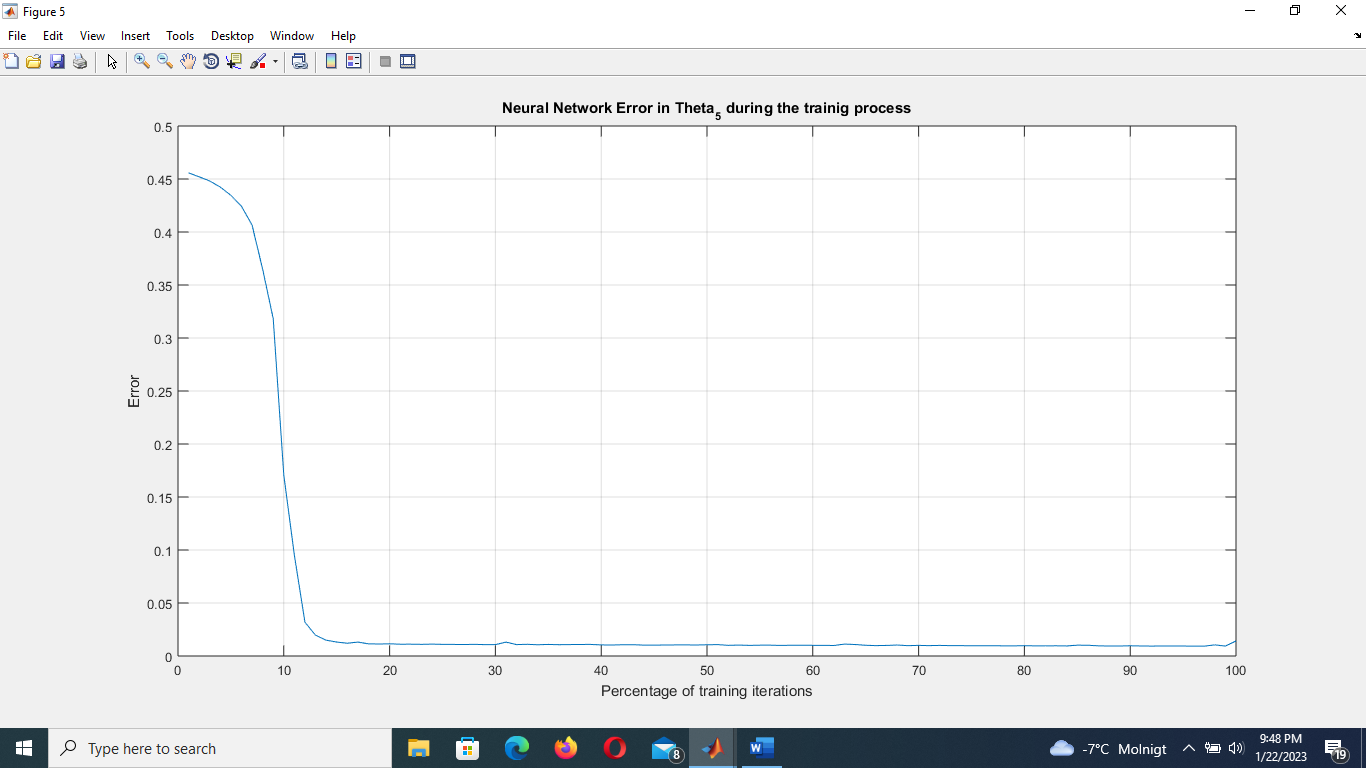 Figure 5
File Edit View Insert Tools Desktop Window Help
Neural Network Error in Theta5 during the trainig process
0.5
0.45
0.4
0.35
0.3
0.25
0.2
0.15
0.1
0.05
0
Error
0 10 20 30 40 50 60 70 80 90 100
Percentage of training iterations
Type here to search
8
W
-7°C Molnigt
9:48 PM
1/22/2023
19